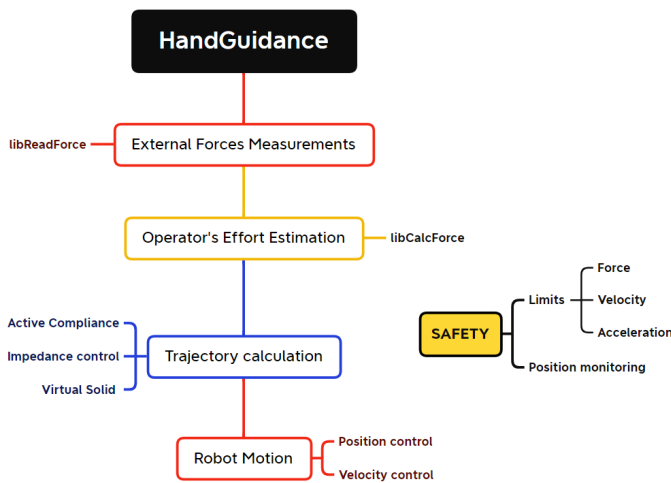 HandGuidance
libReadForce
External Forces Measurements
Operator's Effort Estimation
libCalcForce
Active Compliance
Impedance control
Virtual Solid
Trajectory calculation
Robot Motion
Position control
Velocity control
SAFETY
Limits
Force
Velocity
Acceleration
Position monitoring